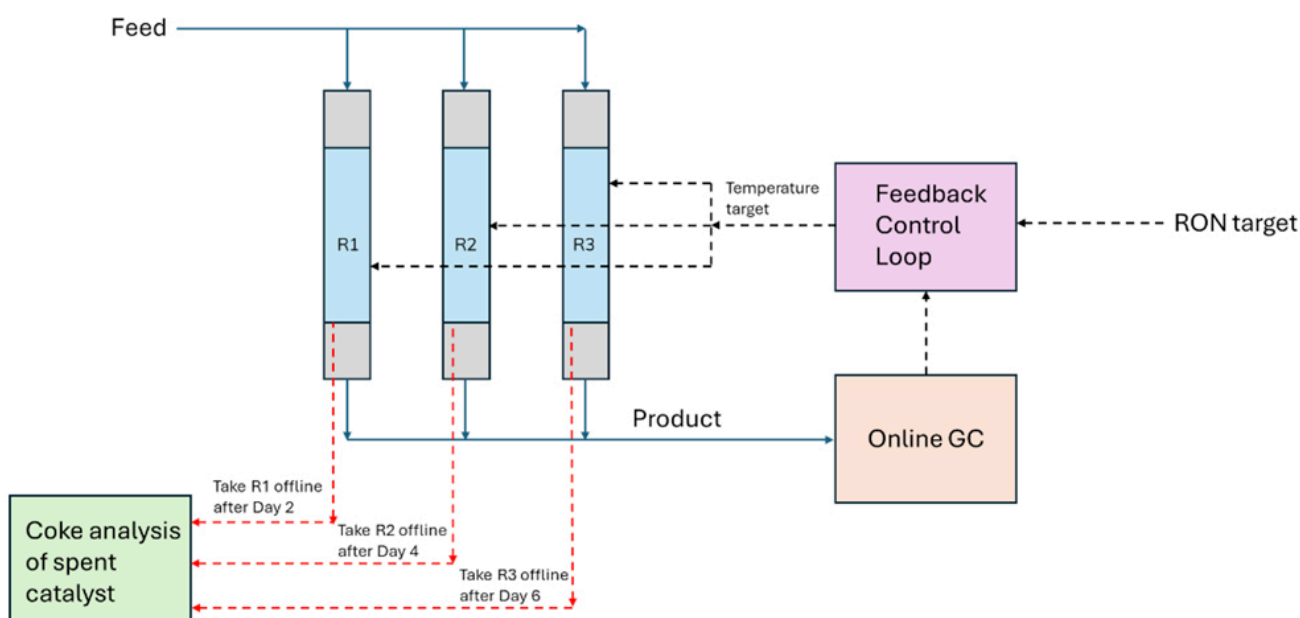 Feed
Temperature
target
Feedback
Control
Loop
RON target
R1
R2
R3
Product
Online GC
Take R1 offline
after Day 2
Take R2 offline
after Day 4
Take R3 offline
after Day 6
Coke analysis
of spent
catalyst